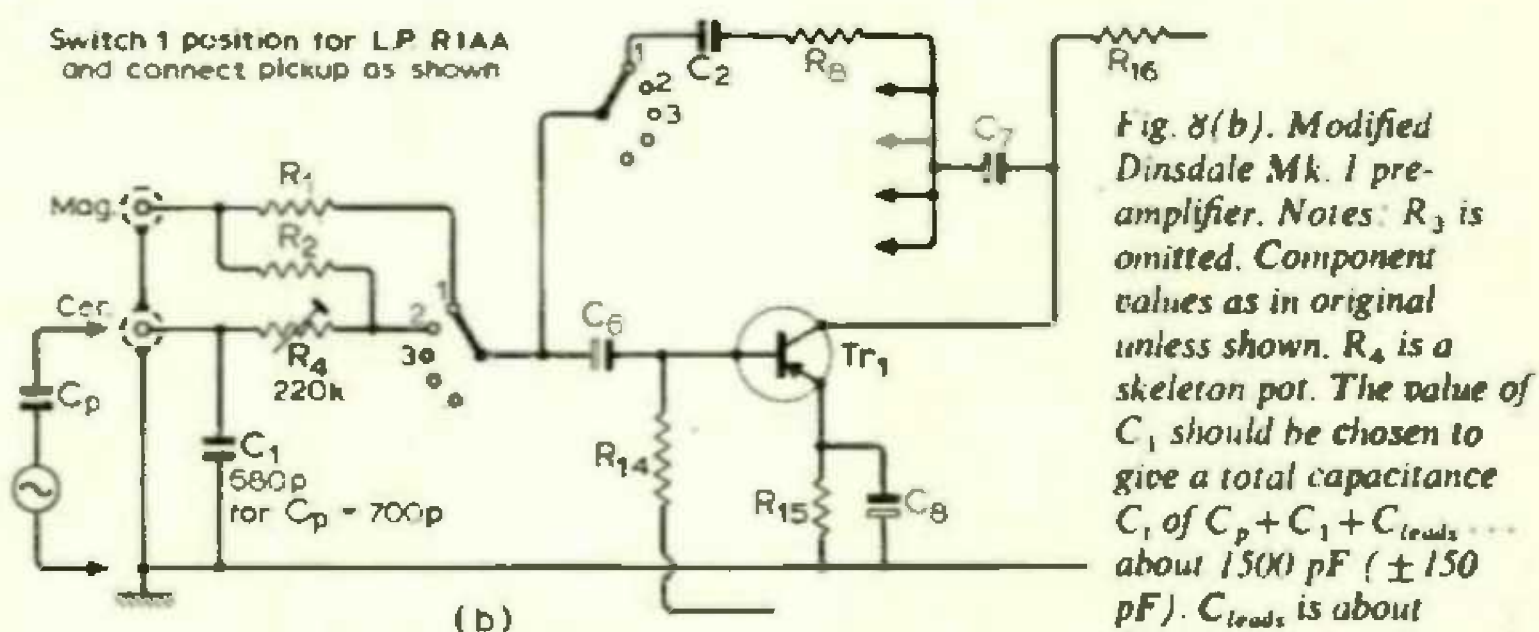 Switch 1 position for L.P. RIAA
and connect pickup as shown
1
2
3
C2
R8
R16
C7
Mag.
R1
R2
Cer.
1
2
3
R4
220k
C6
Tr1
Cp
C1
680p
for Cp = 700p
R14
R15
C8
(b)
Fig. 8(b). Modified
Dinsdale Mk. I pre-
amplifier. Notes: R3 is
omitted. Component
values as in original
unless shown. R4 is a
skeleton pot. The value of
C1 should be chosen to
give a total capacitance
Ct of Cp + C1 + Cleads ...
about 1500 pF (± 150
pF). Cleads is about